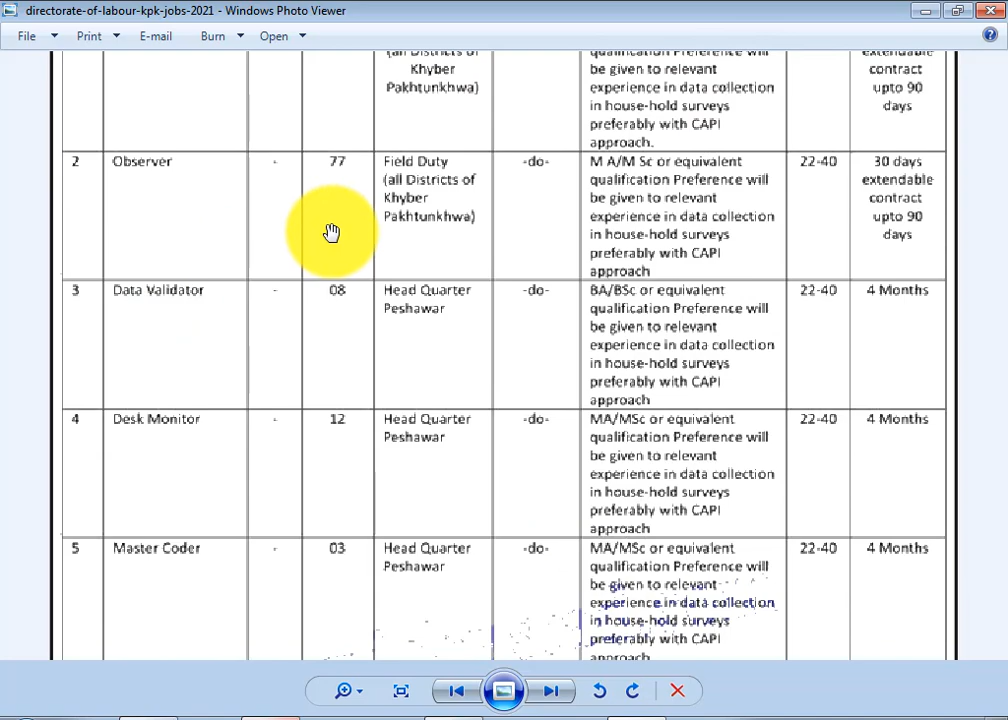 directorate-of-labour-kpk-jobs-2021 - Windows Photo Viewer
File Print E-mail Burn Open
(all Districts of
Khyber
Pakhtunkhwa)
qualification Preference will
be given to relevant
experience in data collection
in house-hold surveys
preferably with CAPI
approach.
extendable
contract
upto 90
days
2 Observer - 77
Field Duty
(all Districts of
Khyber
Pakhtunkhwa)
-do-
M A/M Sc or equivalent
qualification Preference will
be given to relevant
experience in data collection
in house-hold surveys
preferably with CAPI
approach
22-40
30 days
extendable
contract
upto 90
days
3 Data Validator - 08
Head Quarter
Peshawar
-do-
BA/BSc or equivalent
qualification Preference will
be given to relevant
experience in data collection
in house-hold surveys
preferably with CAPI
approach
22-40
4 Months
4 Desk Monitor - 12
Head Quarter
Peshawar
-do-
MA/MSc or equivalent
qualification Preference will
be given to relevant
experience in data collection
in house-hold surveys
preferably with CAPI
approach
22-40
4 Months
5 Master Coder - 03
Head Quarter
Peshawar
-do-
MA/MSc or equivalent
qualification Preference will
be given to relevant
experience in data collection
in house-hold surveys
preferably with CAPI
approach
22-40
4 Months